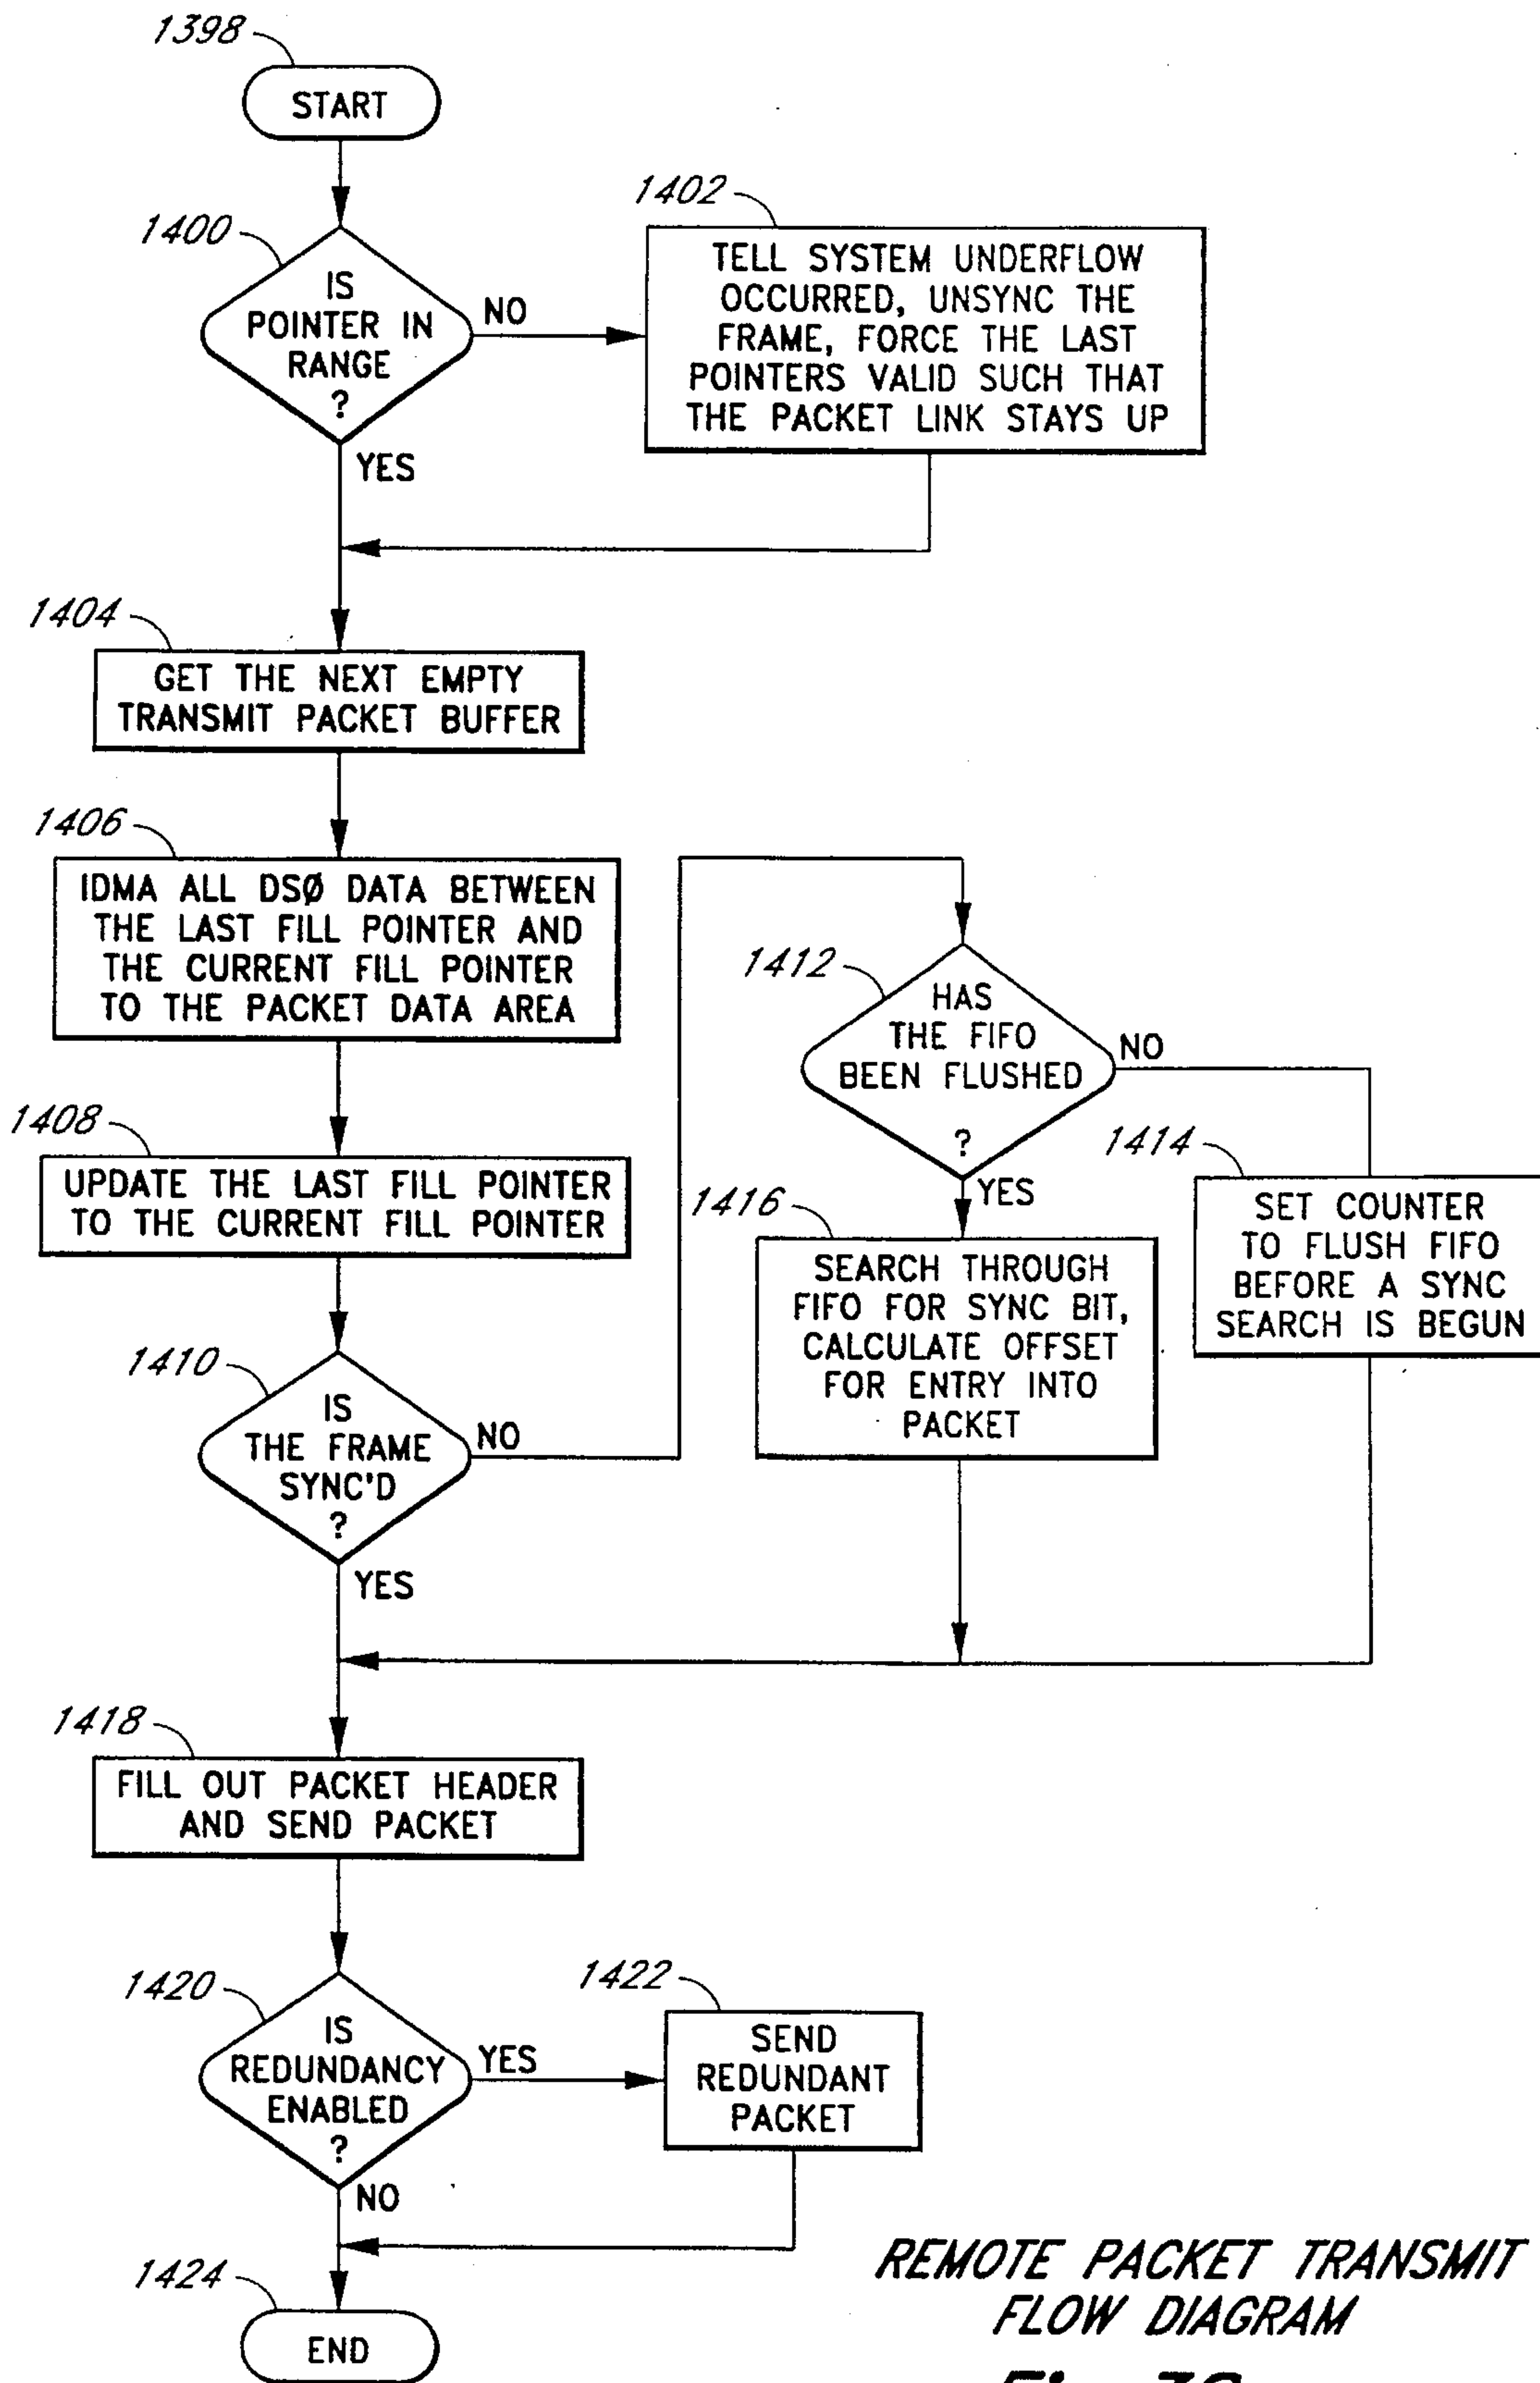 1398
START
1400
IS
POINTER IN
RANGE
?
NO
YES
1402
TELL SYSTEM UNDERFLOW
OCCURRED, UNSYNC THE
FRAME, FORCE THE LAST
POINTERS VALID SUCH THAT
THE PACKET LINK STAYS UP
1404
GET THE NEXT EMPTY
TRANSMIT PACKET BUFFER
1406
IDMA ALL DSØ DATA BETWEEN
THE LAST FILL POINTER AND
THE CURRENT FILL POINTER
TO THE PACKET DATA AREA
1408
UPDATE THE LAST FILL POINTER
TO THE CURRENT FILL POINTER
1410
IS
THE FRAME
SYNC'D
?
NO
YES
1412
HAS
THE FIFO
BEEN FLUSHED
?
NO
YES
1414
SET COUNTER
TO FLUSH FIFO
BEFORE A SYNC
SEARCH IS BEGUN
1416
SEARCH THROUGH
FIFO FOR SYNC BIT,
CALCULATE OFFSET
FOR ENTRY INTO
PACKET
1418
FILL OUT PACKET HEADER
AND SEND PACKET
1420
IS
REDUNDANCY
ENABLED
?
YES
NO
1422
SEND
REDUNDANT
PACKET
1424
END
REMOTE PACKET TRANSMIT
FLOW DIAGRAM